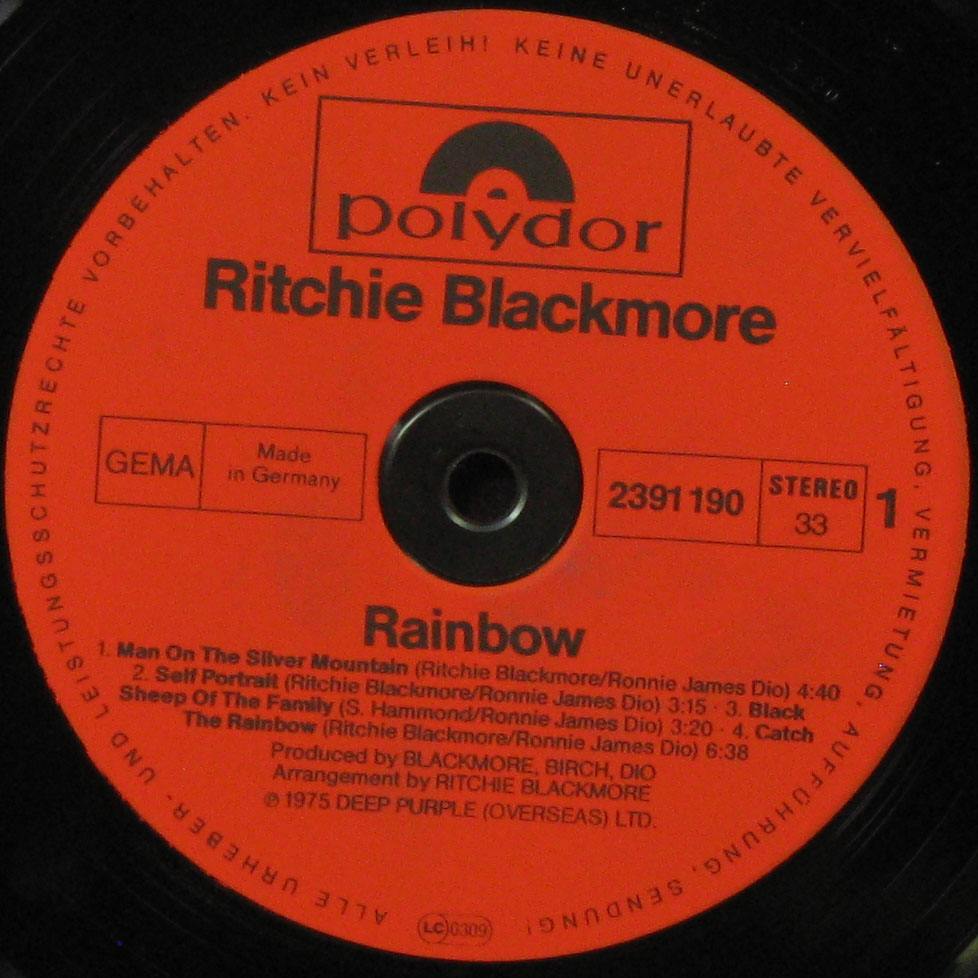 ALLE URHEBER- UND LEISTUNGSSCHUTZRECHTE VORBEHALTEN. KEIN VERLEIH! KEINE UNERLAUBTE VERVIELFÄLTIGUNG, VERMIETUNG, AUFFÜHRUNG, SENDUNG!
polydor
Ritchie Blackmore
GEMA
Made
in Germany
2391 190
STEREO
33
1
Rainbow
1. Man On The Silver Mountain (Ritchie Blackmore/Ronnie James Dio) 4:40
2. Self Portrait (Ritchie Blackmore/Ronnie James Dio) 3:15 · 3. Black
Sheep Of The Family (S. Hammond/Ronnie James Dio) 3:20 · 4. Catch
The Rainbow (Ritchie Blackmore/Ronnie James Dio) 6:38
Produced by BLACKMORE, BIRCH, DIO
Arrangement by RITCHIE BLACKMORE
℗ 1975 DEEP PURPLE (OVERSEAS) LTD.
LC 0309